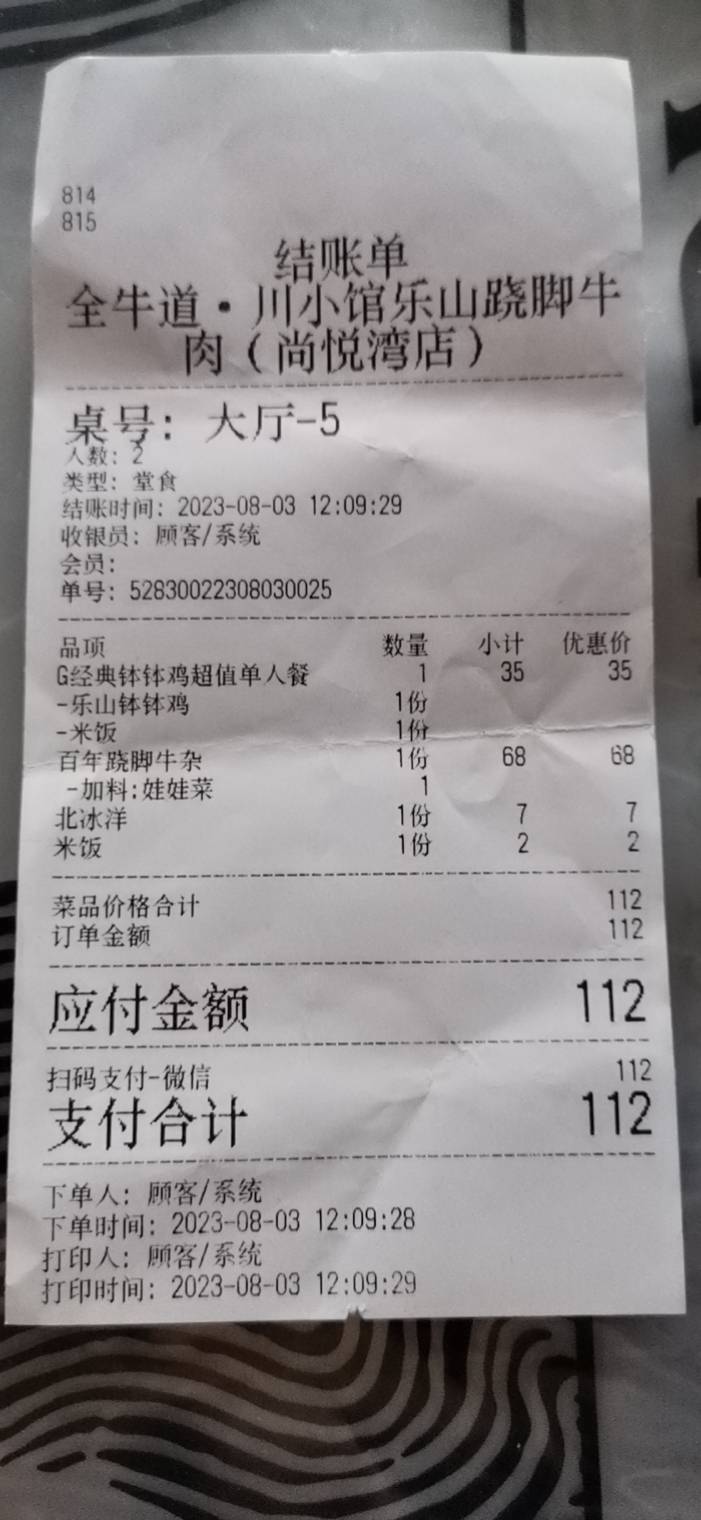 814
815
结账单
全牛道·川小馆乐山跷脚牛
肉(尚悦湾店)
桌号: 大厅-5
人数: 2
类型: 堂食
结账时间: 2023-08-03 12:09:29
收银员: 顾客/系统
会员:
单号: 52830022308030025
品项 数量 小计 优惠价
G经典钵钵鸡超值单人餐 1 35 35
-乐山钵钵鸡 1份
-米饭 1份
百年跷脚牛杂 1份 68 68
-加料:娃娃菜 1
北冰洋 1份 7 7
米饭 1份 2 2
菜品价格合计 112
订单金额 112
应付金额 112
扫码支付-微信 112
支付合计 112
下单人: 顾客/系统
下单时间: 2023-08-03 12:09:28
打印人: 顾客/系统
打印时间: 2023-08-03 12:09:29